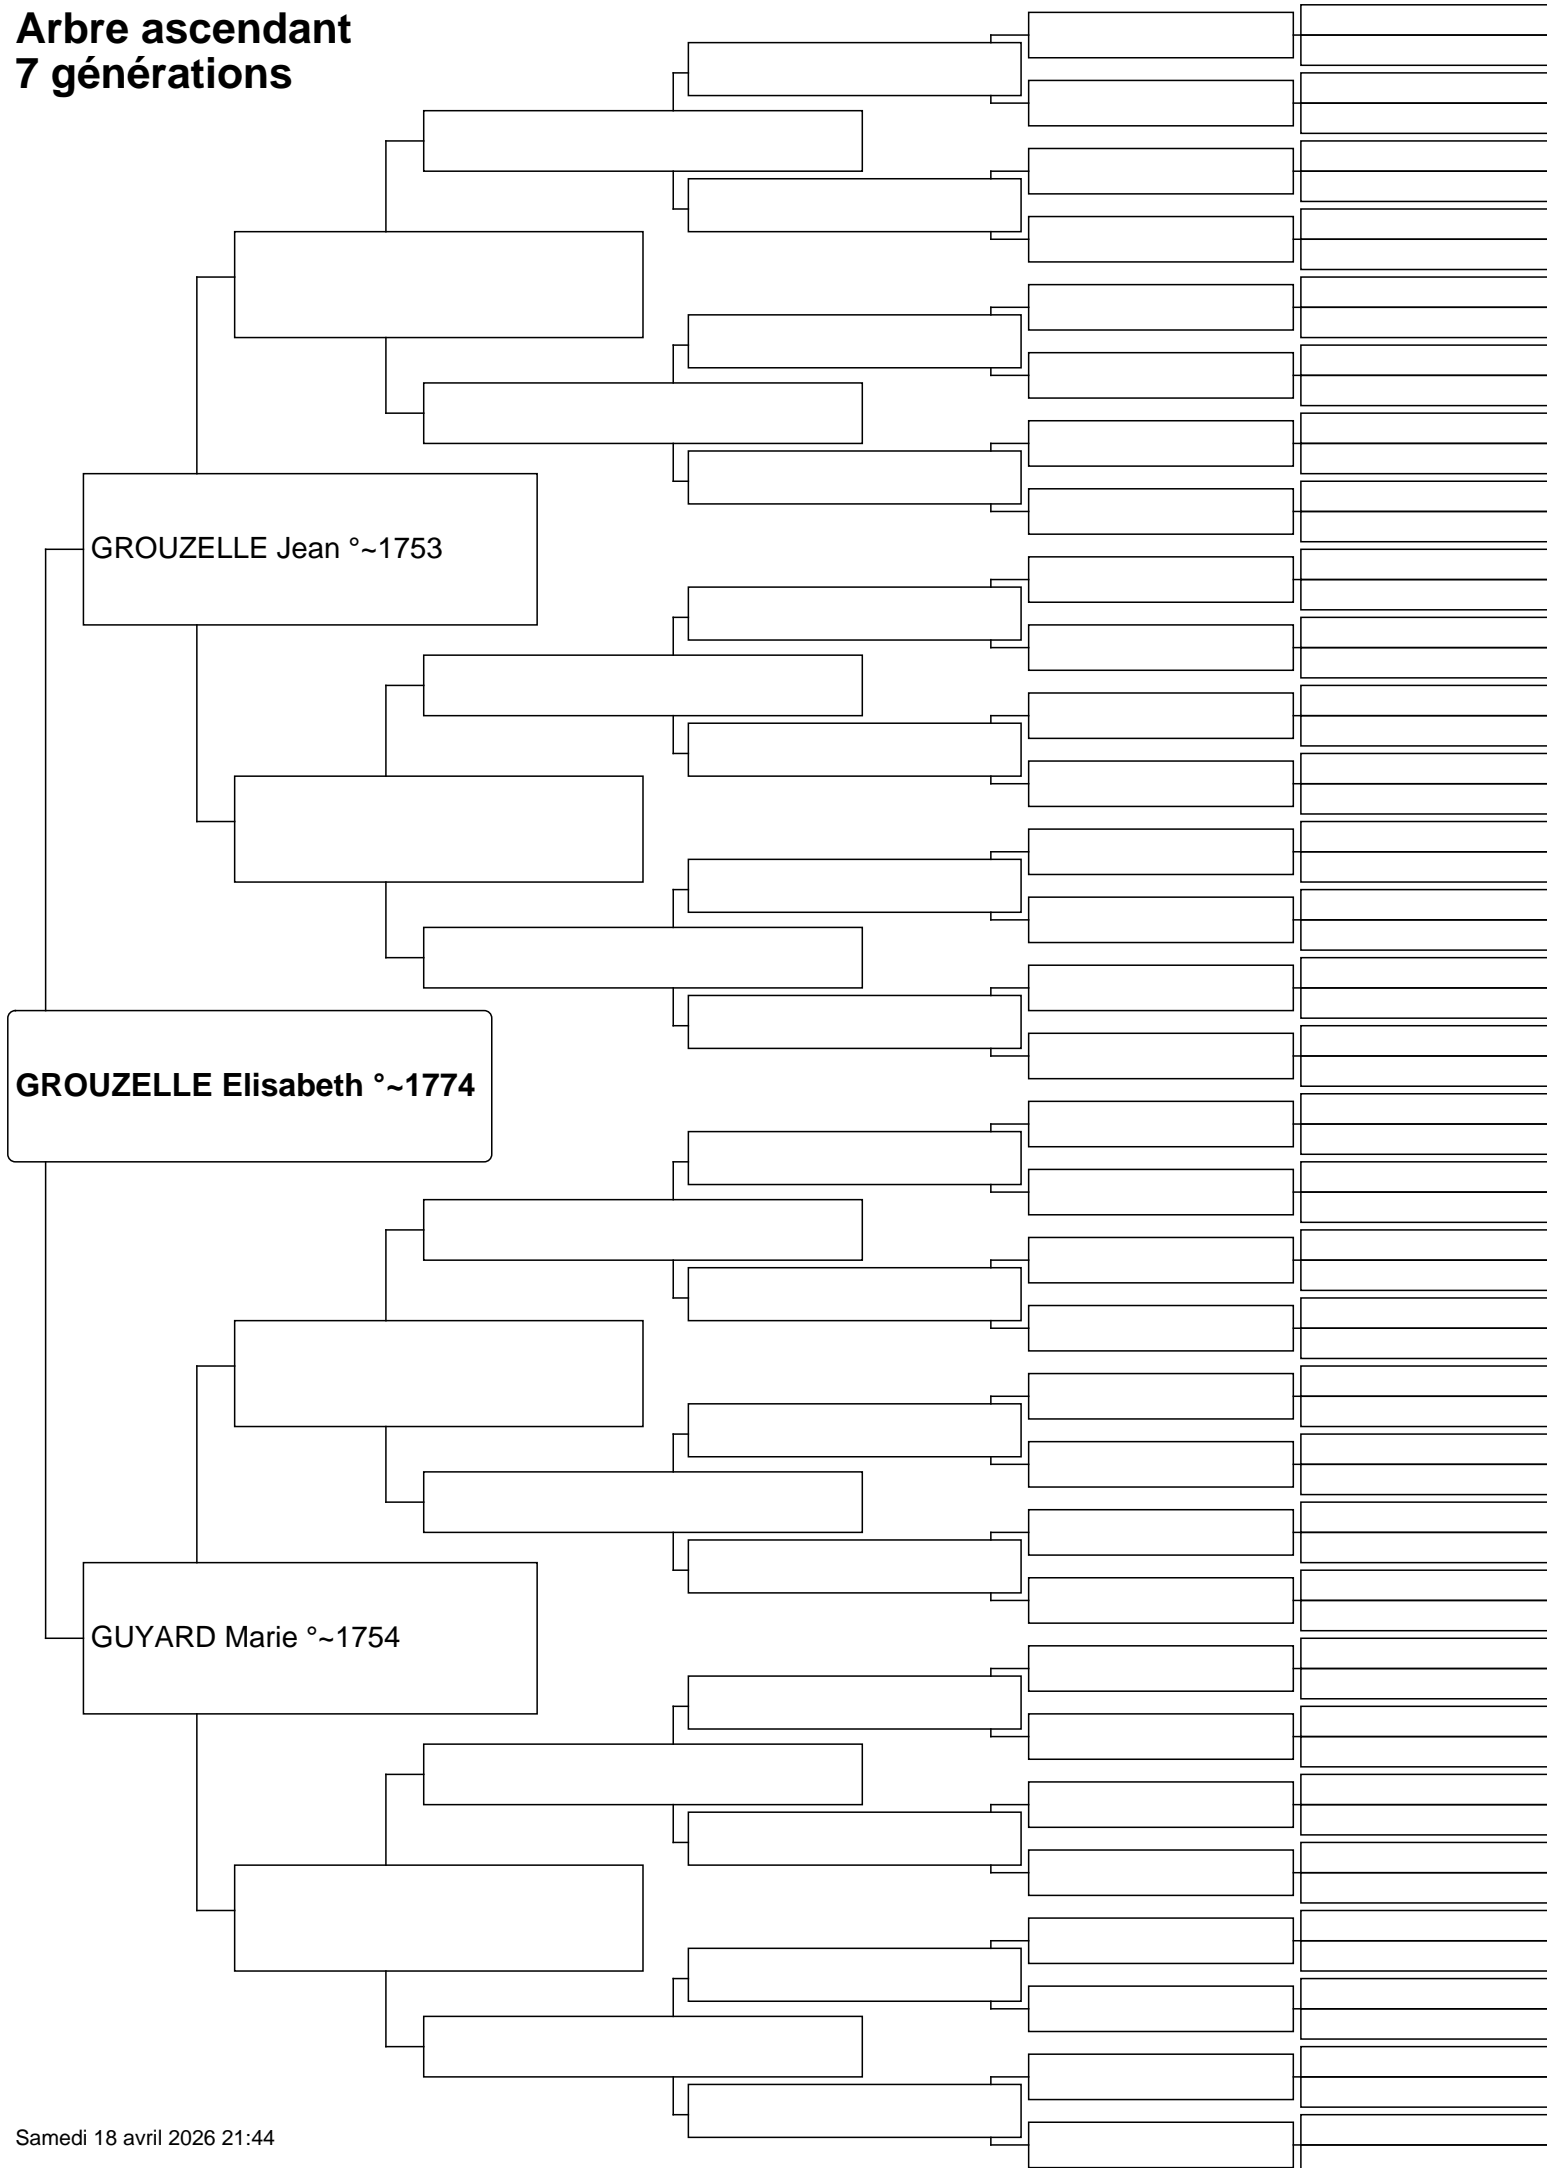 Arbre ascendant
7 générations
GROUZELLE Jean °~1753
GROUZELLE Elisabeth °~1774
GUYARD Marie °~1754
Samedi 18 avril 2026 21:44